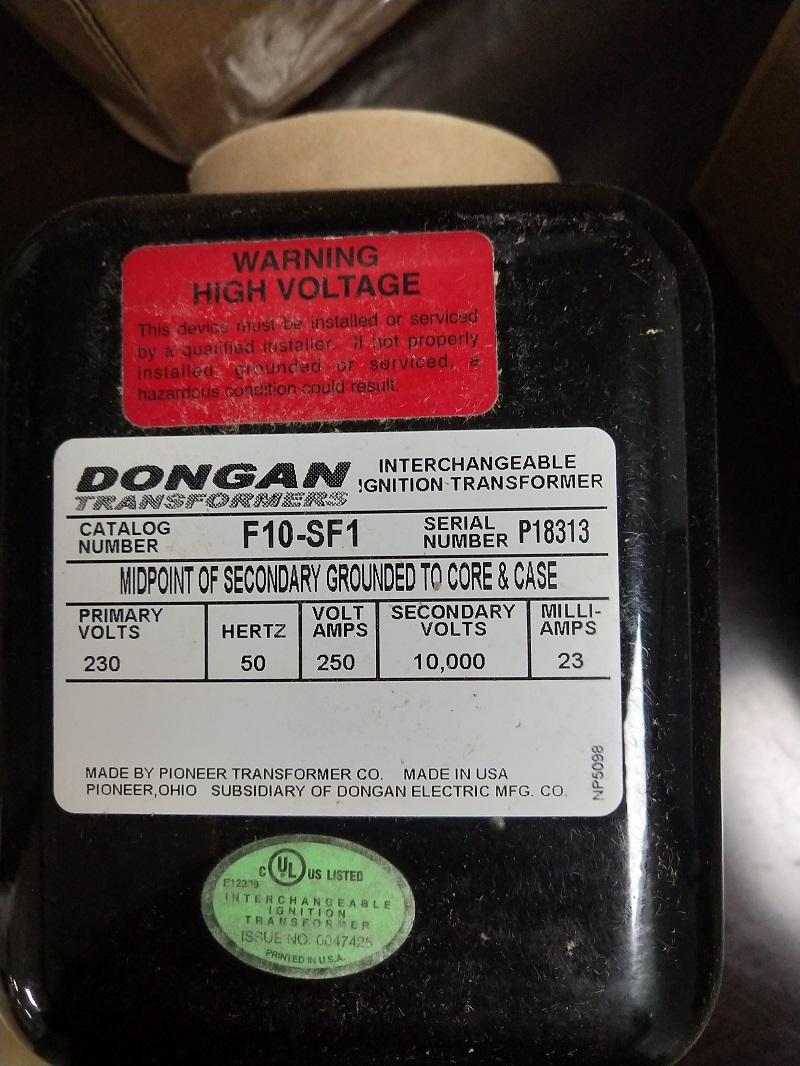 WARNING
HIGH VOLTAGE
This device must be installed or serviced
by a qualified installer. If not properly
installed, grounded or serviced, a
hazardous condition could result.
DONGAN
TRANSFORMERS
INTERCHANGEABLE
IGNITION TRANSFORMER
CATALOG
NUMBER
F10-SF1
SERIAL
NUMBER
P18313
MIDPOINT OF SECONDARY GROUNDED TO CORE & CASE
PRIMARY
VOLTS
230
HERTZ
50
VOLT
AMPS
250
SECONDARY
VOLTS
10,000
MILLI-
AMPS
23
MADE BY PIONEER TRANSFORMER CO. MADE IN USA
PIONEER,OHIO SUBSIDIARY OF DONGAN ELECTRIC MFG. CO.
NP5098
C UL US LISTED
INTERCHANGEABLE
IGNITION
TRANSFORMER
ISSUE NO. 0047425
PRINTED IN U.S.A.